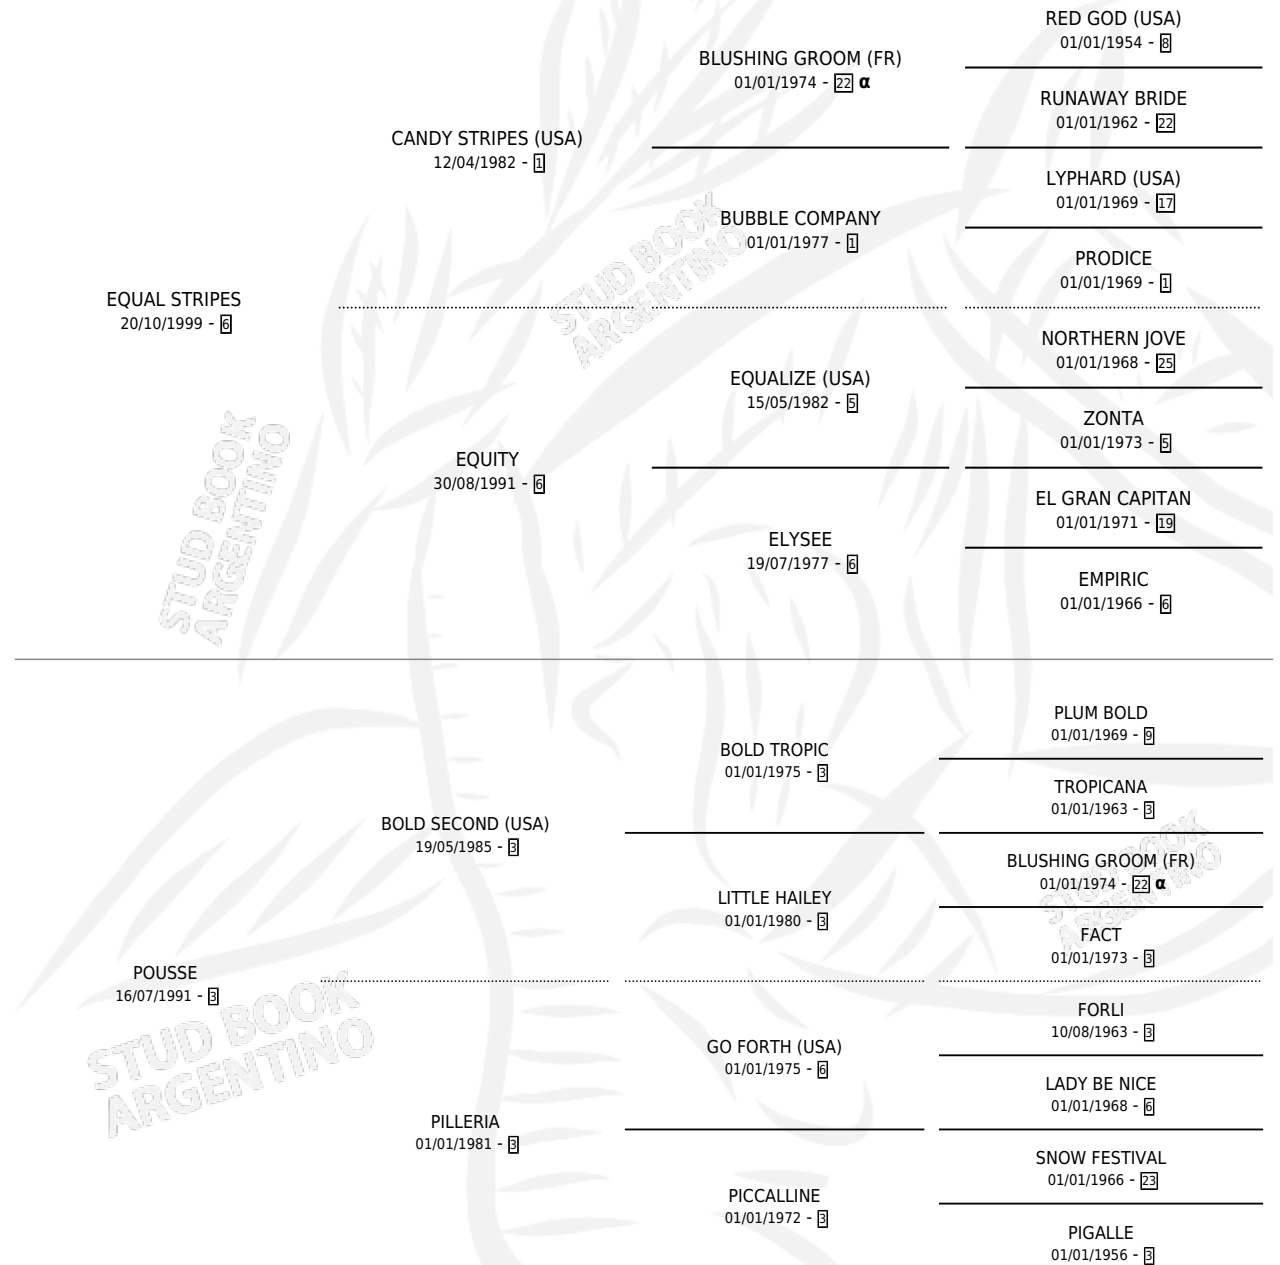 RED GOD (USA)
01/01/1954 - 8
BLUSHING GROOM (FR)
01/01/1974 - 22 α
RUNAWAY BRIDE
01/01/1962 - 22
CANDY STRIPES (USA)
12/04/1982 - 1
LYPHARD (USA)
01/01/1969 - 17
BUBBLE COMPANY
01/01/1977 - 1
PRODICE
01/01/1969 - 1
EQUAL STRIPES
20/10/1999 - 6
STUD BOOK
ARGENTINO
NORTHERN JOVE
01/01/1968 - 25
EQUALIZE (USA)
15/05/1982 - 5
ZONTA
01/01/1973 - 5
EQUITY
30/08/1991 - 6
EL GRAN CAPITAN
01/01/1971 - 19
ELYSEE
19/07/1977 - 6
EMPIRIC
01/01/1966 - 6
STUD BOOK
ARGENTINO
PLUM BOLD
01/01/1969 - 9
BOLD TROPIC
01/01/1975 - 3
TROPICANA
01/01/1963 - 3
BOLD SECOND (USA)
19/05/1985 - 3
BLUSHING GROOM (FR)
01/01/1974 - 22 α
LITTLE HAILEY
01/01/1980 - 3
STUD BOOK
ARGENTINO
FACT
01/01/1973 - 3
POUSSE
16/07/1991 - 3
FORLI
10/08/1963 - 3
GO FORTH (USA)
01/01/1975 - 6
STUD BOOK
ARGENTINO
LADY BE NICE
01/01/1968 - 6
PILLERIA
01/01/1981 - 3
SNOW FESTIVAL
01/01/1966 - 23
PICCALLINE
01/01/1972 - 3
PIGALLE
01/01/1956 - 3